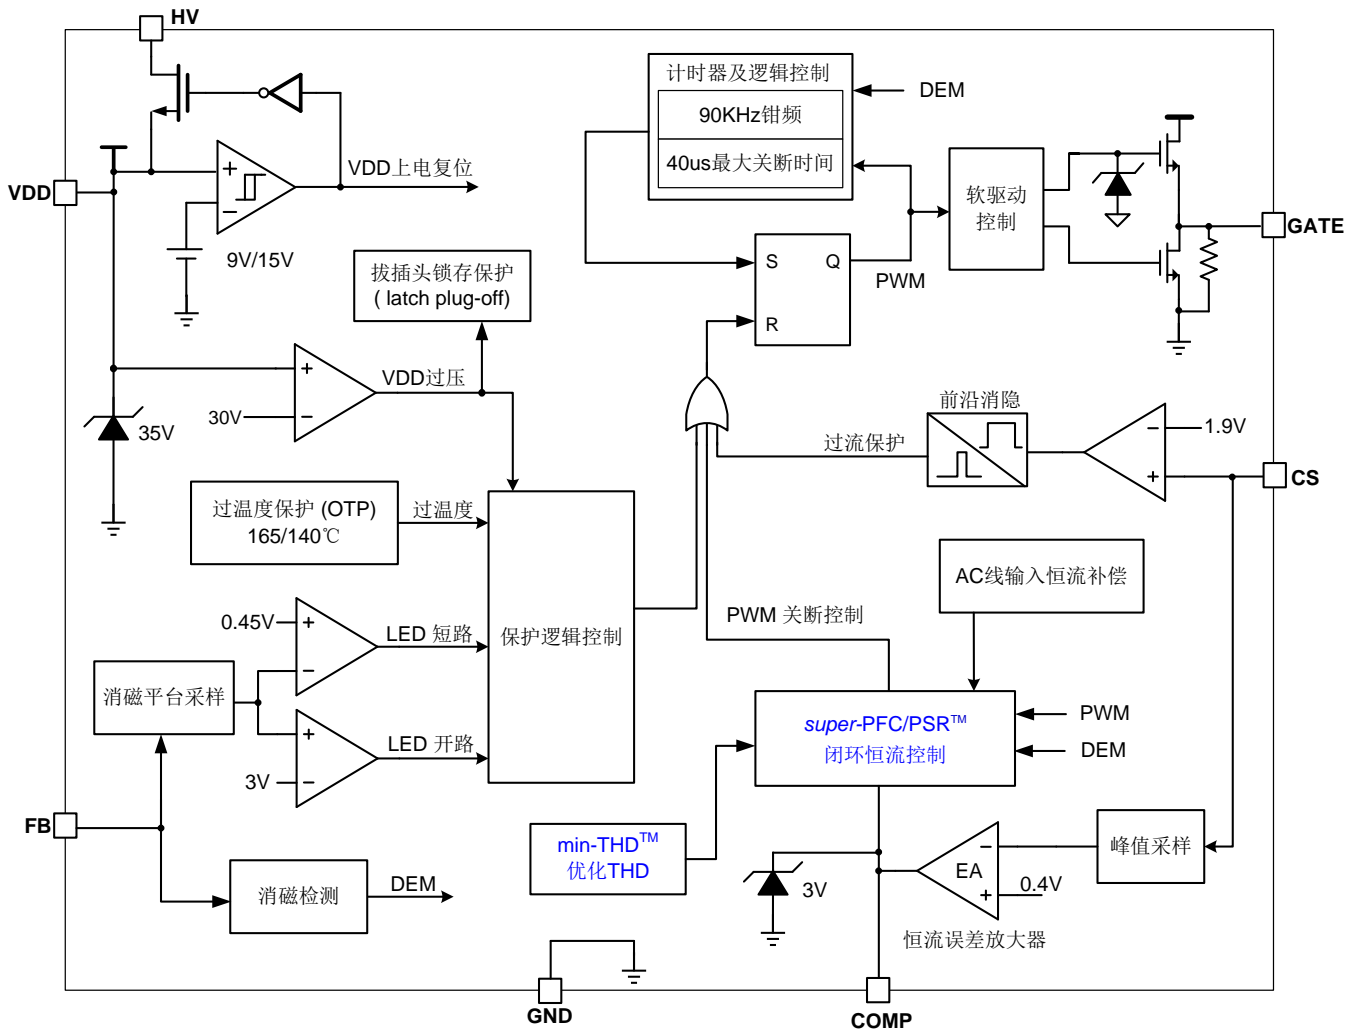 HV
计时器及逻辑控制
DEM
90KHz钳频
40us最大关断时间
VDD上电复位
VDD
软驱动
控制
GATE
9V/15V
S
Q
PWM
R
拔插头锁存保护
( latch plug-off)
VDD过压
30V
35V
前沿消隐
过流保护
1.9V
CS
过温度保护 (OTP)
165/140℃
过温度
AC线输入恒流补偿
PWM 关断控制
0.45V
LED 短路
保护逻辑控制
消磁平台采样
LED 开路
3V
super-PFC/PSR™
闭环恒流控制
PWM
DEM
FB
min-THD™
优化THD
消磁检测
DEM
3V
EA
0.4V
峰值采样
恒流误差放大器
GND
COMP